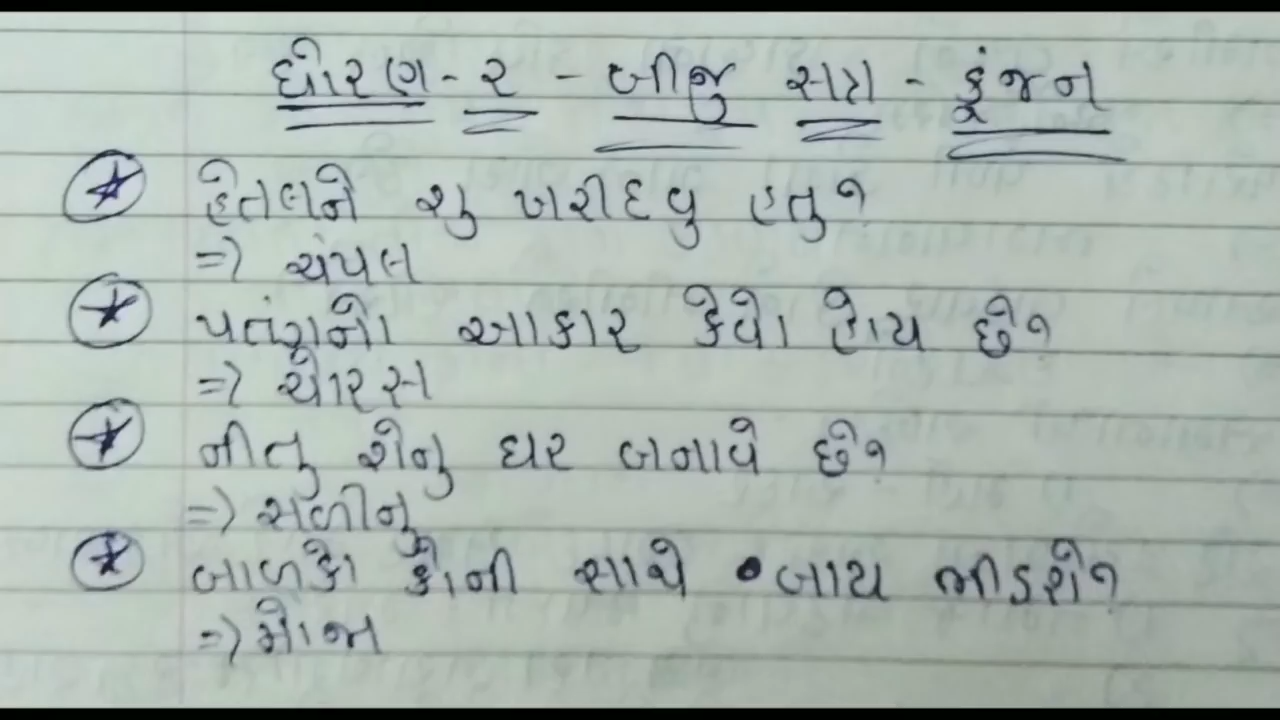 ધોરણ - ૨ - બીજુ સત્ર - કૂંજન
હેતલને શુ ખરીદવુ હતુ?
=> ચંપલ
પતંગનો આકાર કેવો હોય છે?
=> ચોરસ
નીતુ શેનુ ઘર બનાવે છે?
=> સળીનુ
બાળકો કોની સાથે બાથ ભીડશે?
=> મોજા